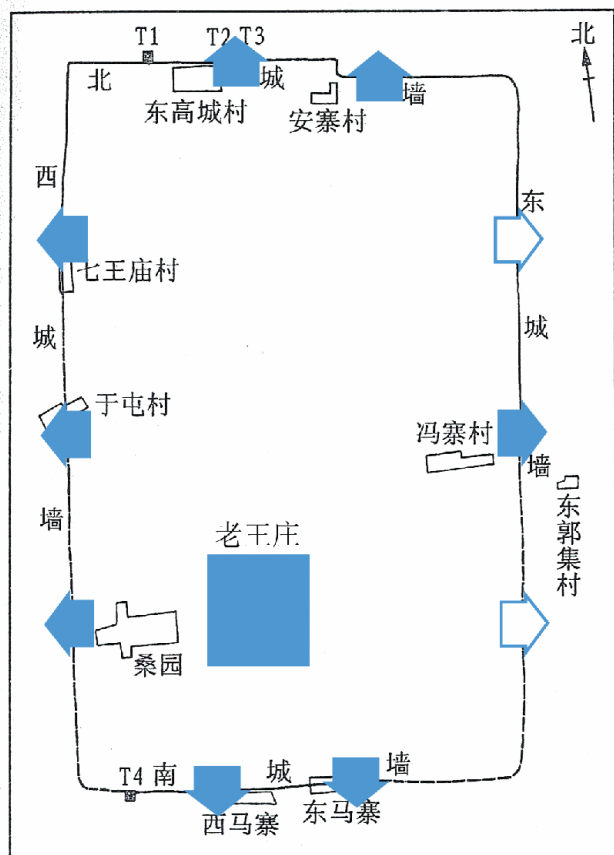 T1
T2 T3
北
北
城
墙
东高城村
安寨村
西
东
七王庙村
城
城
于屯村
冯寨村
墙
墙
东郭集村
老王庄
桑园
T4
南
城
墙
西马寨
东马寨